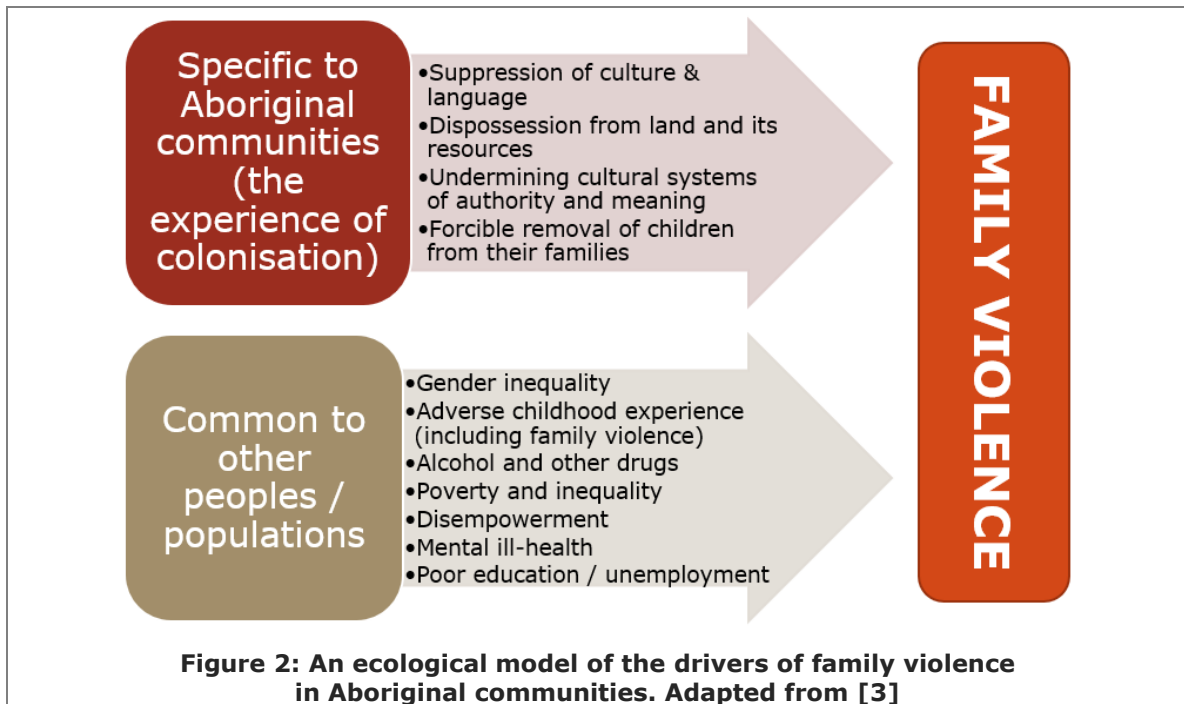 Specific to
Aboriginal
communities
(the
experience of
colonisation)
•Suppression of culture &
language
•Dispossession from land and its
resources
•Undermining cultural systems
of authority and meaning
•Forcible removal of children
from their families
Common to
other
peoples /
populations
•Gender inequality
•Adverse childhood experience
(including family violence)
•Alcohol and other drugs
•Poverty and inequality
•Disempowerment
•Mental ill-health
•Poor education / unemployment
FAMILY VIOLENCE
Figure 2: An ecological model of the drivers of family violence
in Aboriginal communities. Adapted from [3]